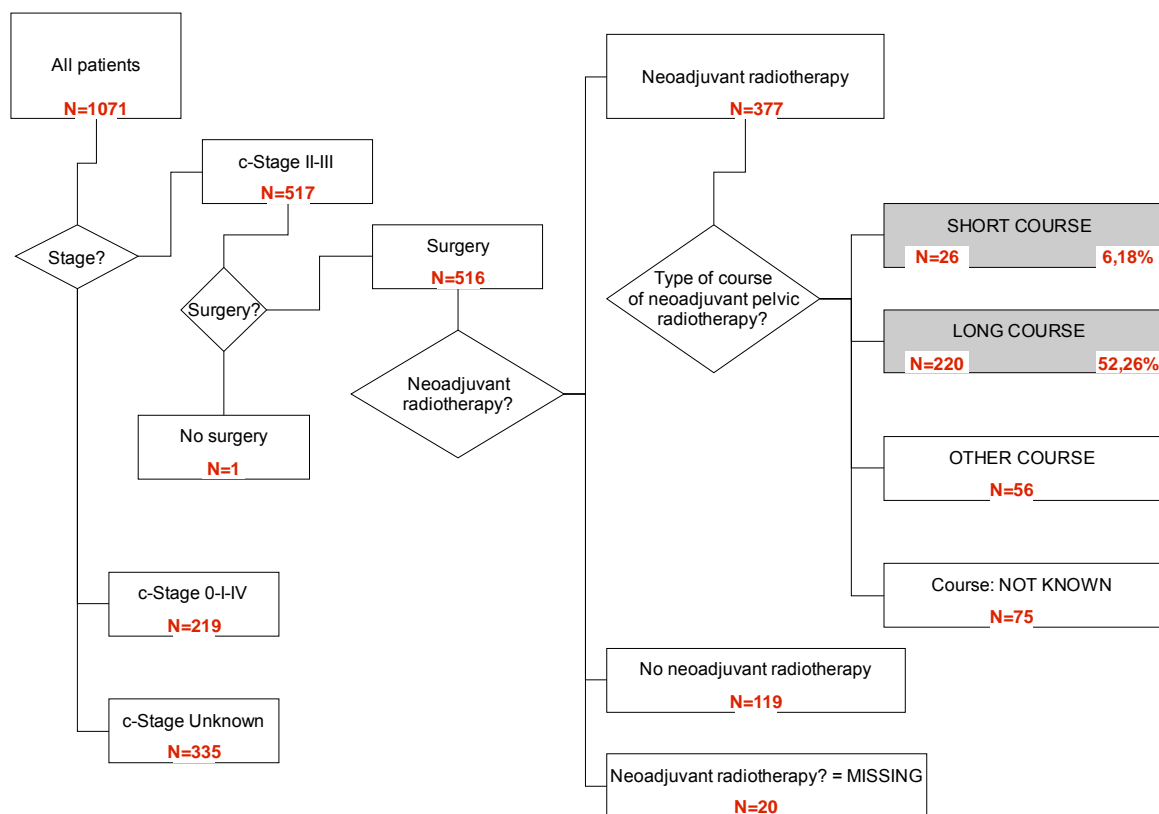 All patients
N=1071
Stage?
c-Stage II-III
N=517
Surgery?
No surgery
N=1
Surgery
N=516
Neoadjuvant
radiotherapy?
c-Stage 0-I-IV
N=219
c-Stage Unknown
N=335
Neoadjuvant radiotherapy
N=377
Type of course
of neoadjuvant pelvic
radiotherapy?
SHORT COURSE
N=26 6,18%
LONG COURSE
N=220 52,26%
OTHER COURSE
N=56
Course: NOT KNOWN
N=75
No neoadjuvant radiotherapy
N=119
Neoadjuvant radiotherapy? = MISSING
N=20